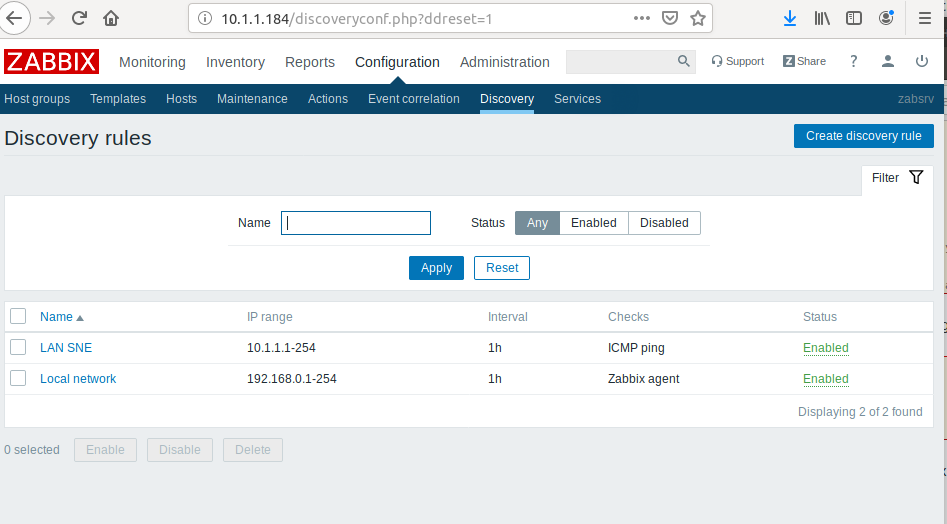 10.1.1.184/discoveryconf.php?ddreset=1
ZABBIX Monitoring Inventory Reports Configuration Administration Support Z Share ?
Host groups Templates Hosts Maintenance Actions Event correlation Discovery Services zabsrv
Discovery rules Create discovery rule
Filter
Name Status Any Enabled Disabled
Apply Reset
Name IP range Interval Checks Status
LAN SNE 10.1.1.1-254 1h ICMP ping Enabled
Local network 192.168.0.1-254 1h Zabbix agent Enabled
Displaying 2 of 2 found
0 selected Enable Disable Delete